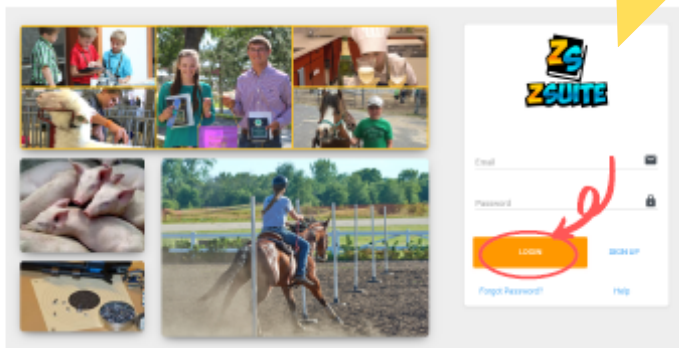 ZS
ZSUITE
Email
Password
LOGIN
SIGN UP
Forgot Password?
Help